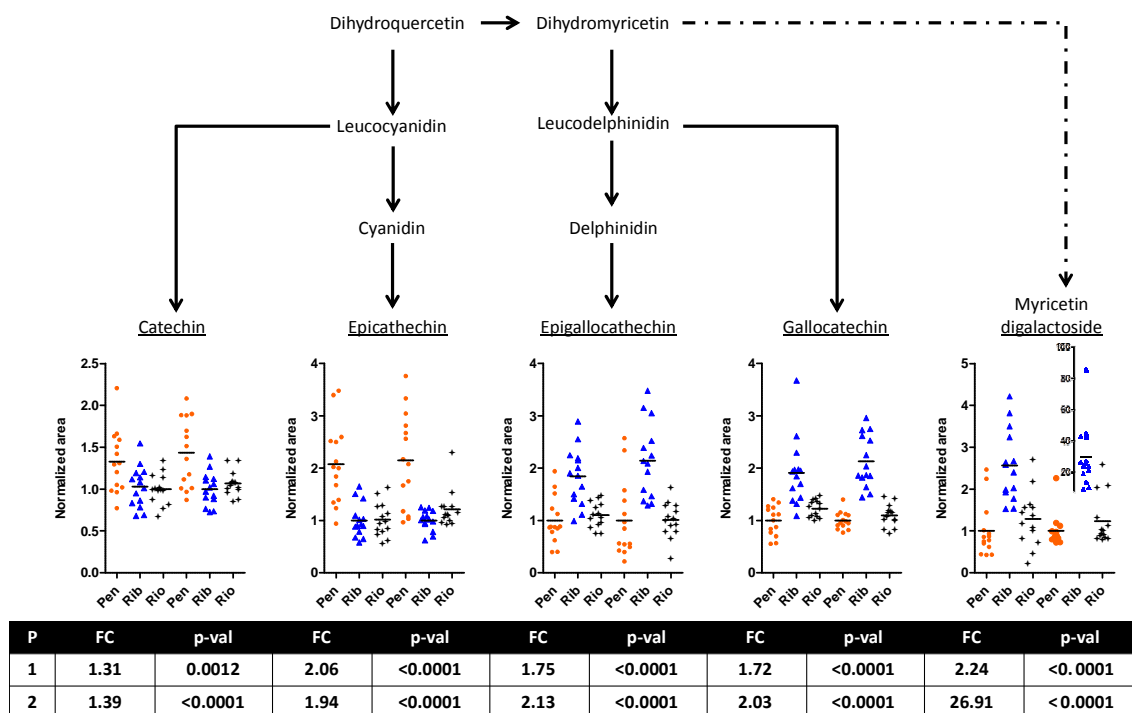 Dihydroquercetin Dihydromyricetin
Leucocyanidin Leucodelphinidin
Cyanidin Delphinidin
Catechin Epicathechin Epigallocathechin Gallocatechin Myricetin digalactoside
Normalized area
2.5
2.0
1.5
1.0
0.5
0.0
Pen Rib Rio Pen Rib Rio
Normalized area
4
3
2
1
0
Pen Rib Rio Pen Rib Rio
Normalized area
4
3
2
1
0
Pen Rib Rio Pen Rib Rio
Normalized area
4
3
2
1
0
Pen Rib Rio Pen Rib Rio
Normalized area
5
4
3
2
1
0
100
80
60
40
20
Pen Rib Rio Pen Rib Rio
P FC p-val FC p-val FC p-val FC p-val FC p-val
1 1.31 0.0012 2.06 <0.0001 1.75 <0.0001 1.72 <0.0001 2.24 <0.0001
2 1.39 <0.0001 1.94 <0.0001 2.13 <0.0001 2.03 <0.0001 26.91 <0.0001